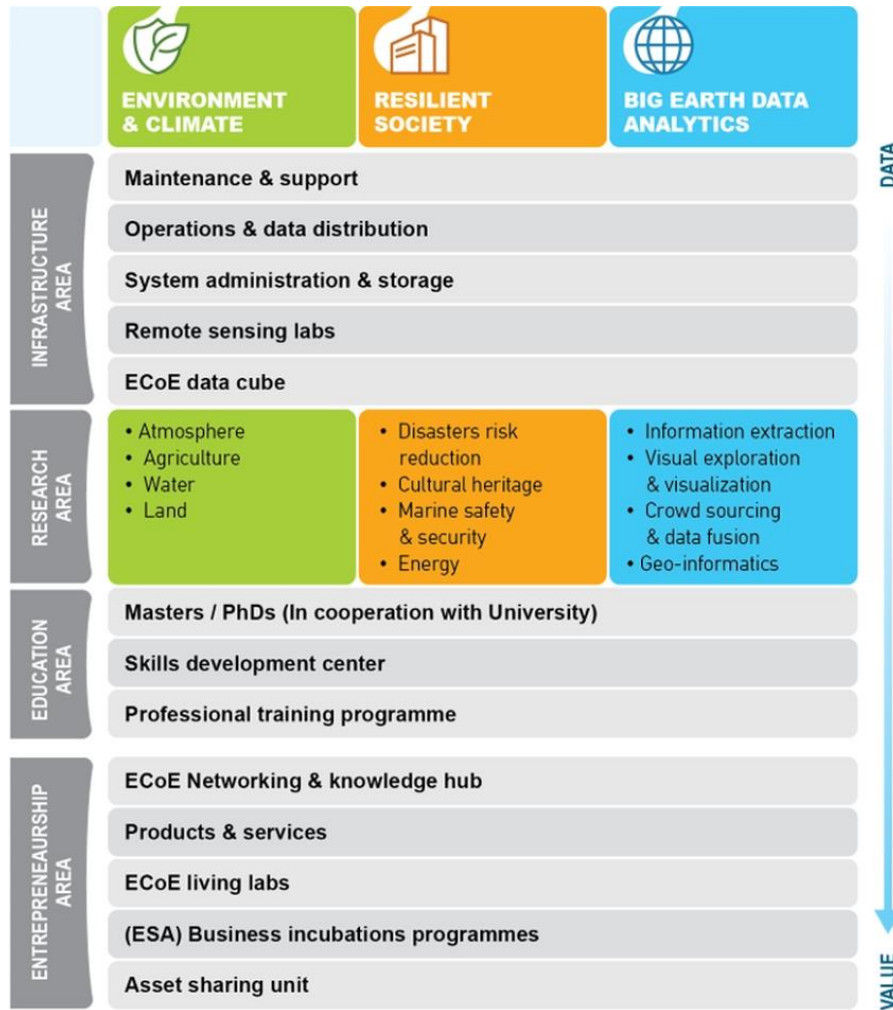 ENVIRONMENT
& CLIMATE
RESILIENT
SOCIETY
BIG EARTH DATA
ANALYTICS
DATA
INFRASTRUCTURE
AREA
Maintenance & support
Operations & data distribution
System administration & storage
Remote sensing labs
ECoE data cube
RESEARCH
AREA
• Atmosphere
• Agriculture
• Water
• Land
• Disasters risk
reduction
• Cultural heritage
• Marine safety
& security
• Energy
• Information extraction
• Visual exploration
& visualization
• Crowd sourcing
& data fusion
• Geo-informatics
EDUCATION
AREA
Masters / PhDs (In cooperation with University)
Skills development center
Professional training programme
ENTREPRENEAURSHIP
AREA
ECoE Networking & knowledge hub
Products & services
ECoE living labs
(ESA) Business incubations programmes
Asset sharing unit
VALUE